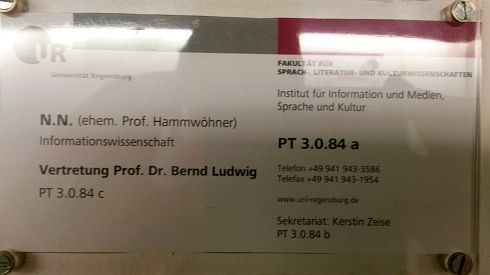 UR
Universität Regensburg
N.N. (ehem. Prof. Hammwöhner)
Informationswissenschaft
Vertretung Prof. Dr. Bernd Ludwig
PT 3.0.84 c
FAKULTÄT FÜR
SPRACH-, LITERATUR- UND KULTURWISSENSCHAFTEN
Institut für Information und Medien,
Sprache und Kultur
PT 3.0.84 a
Telefon +49 941 943-3586
Telefax +49 941 943-1954
www.uni-regensburg.de
Sekretariat: Kerstin Zeise
PT 3.0.84 b